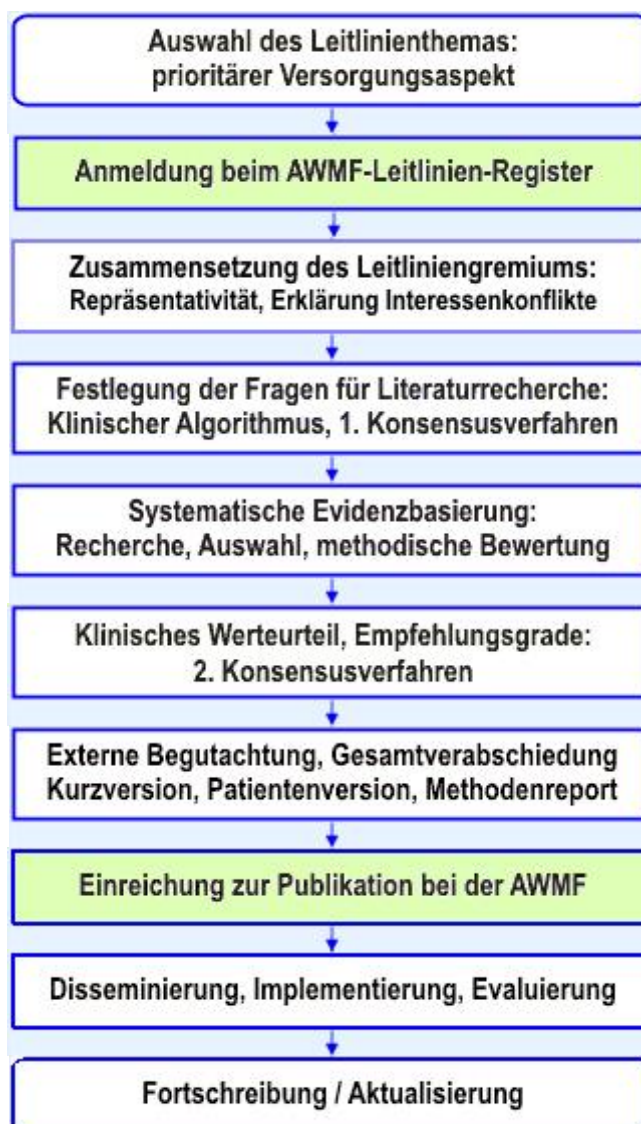 Auswahl des Leitlinienthemas:
prioritärer Versorgungsaspekt
Anmeldung beim AWMF-Leitlinien-Register
Zusammensetzung des Leitliniengremiums:
Repräsentativität, Erklärung Interessenkonflikte
Festlegung der Fragen für Literaturrecherche:
Klinischer Algorithmus, 1. Konsensusverfahren
Systematische Evidenzbasierung:
Recherche, Auswahl, methodische Bewertung
Klinisches Werteurteil, Empfehlungsgrade:
2. Konsensusverfahren
Externe Begutachtung, Gesamtverabschiedung
Kurzversion, Patientenversion, Methodenreport
Einreichung zur Publikation bei der AWMF
Disseminierung, Implementierung, Evaluierung
Fortschreibung / Aktualisierung